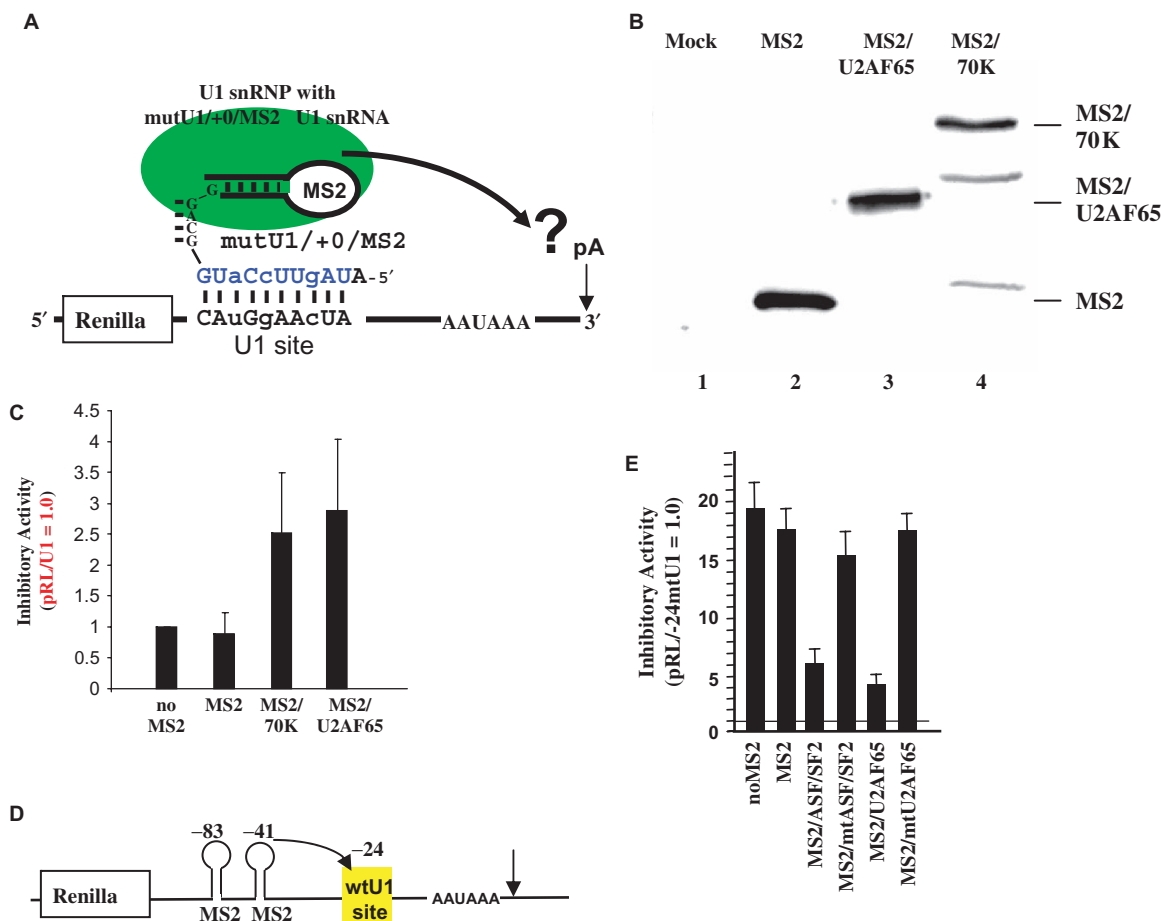 A
U1 snRNP with
mutU1/+0/MS2 U1 snRNA
MS2
G
G
A
C
G
mutU1/+0/MS2
GUaCcUUgAUA-5′
?
pA
5′
Renilla
CAuGgAAcUA
AAUAAA
3′
U1 site
B
Mock
MS2
MS2/
U2AF65
MS2/
70K
MS2/
70K
MS2/
U2AF65
MS2
1 2 3 4
C
Inhibitory Activity
(pRL/U1 = 1.0)
4.5
4
3.5
3
2.5
2
1.5
1
0.5
0
no
MS2
MS2
MS2/
70K
MS2/
U2AF65
D
−83
−41
−24
Renilla
MS2
MS2
wtU1
site
AAUAAA
E
Inhibitory Activity
(pRL/-24mtU1 = 1.0)
20
15
10
5
0
noMS2
MS2
MS2/ASF/SF2
MS2/mtASF/SF2
MS2/U2AF65
MS2/mtU2AF65